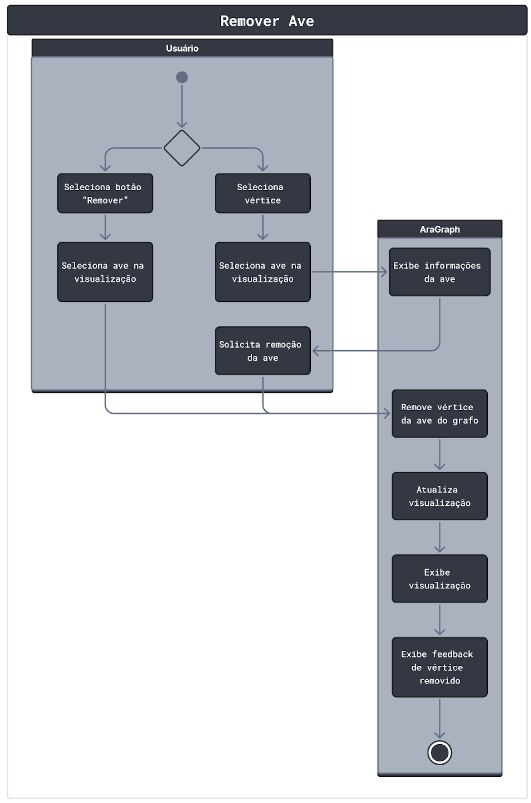 Remover Ave
Usuário
Seleciona botão
"Remover"
Seleciona
vértice
Seleciona ave na
visualização
Seleciona ave na
visualização
AraGraph
Exibe informações
da ave
Solicita remoção
da ave
Remove vértice
da ave do grafo
Atualiza
visualização
Exibe
visualização
Exibe feedback
de vértice
removido